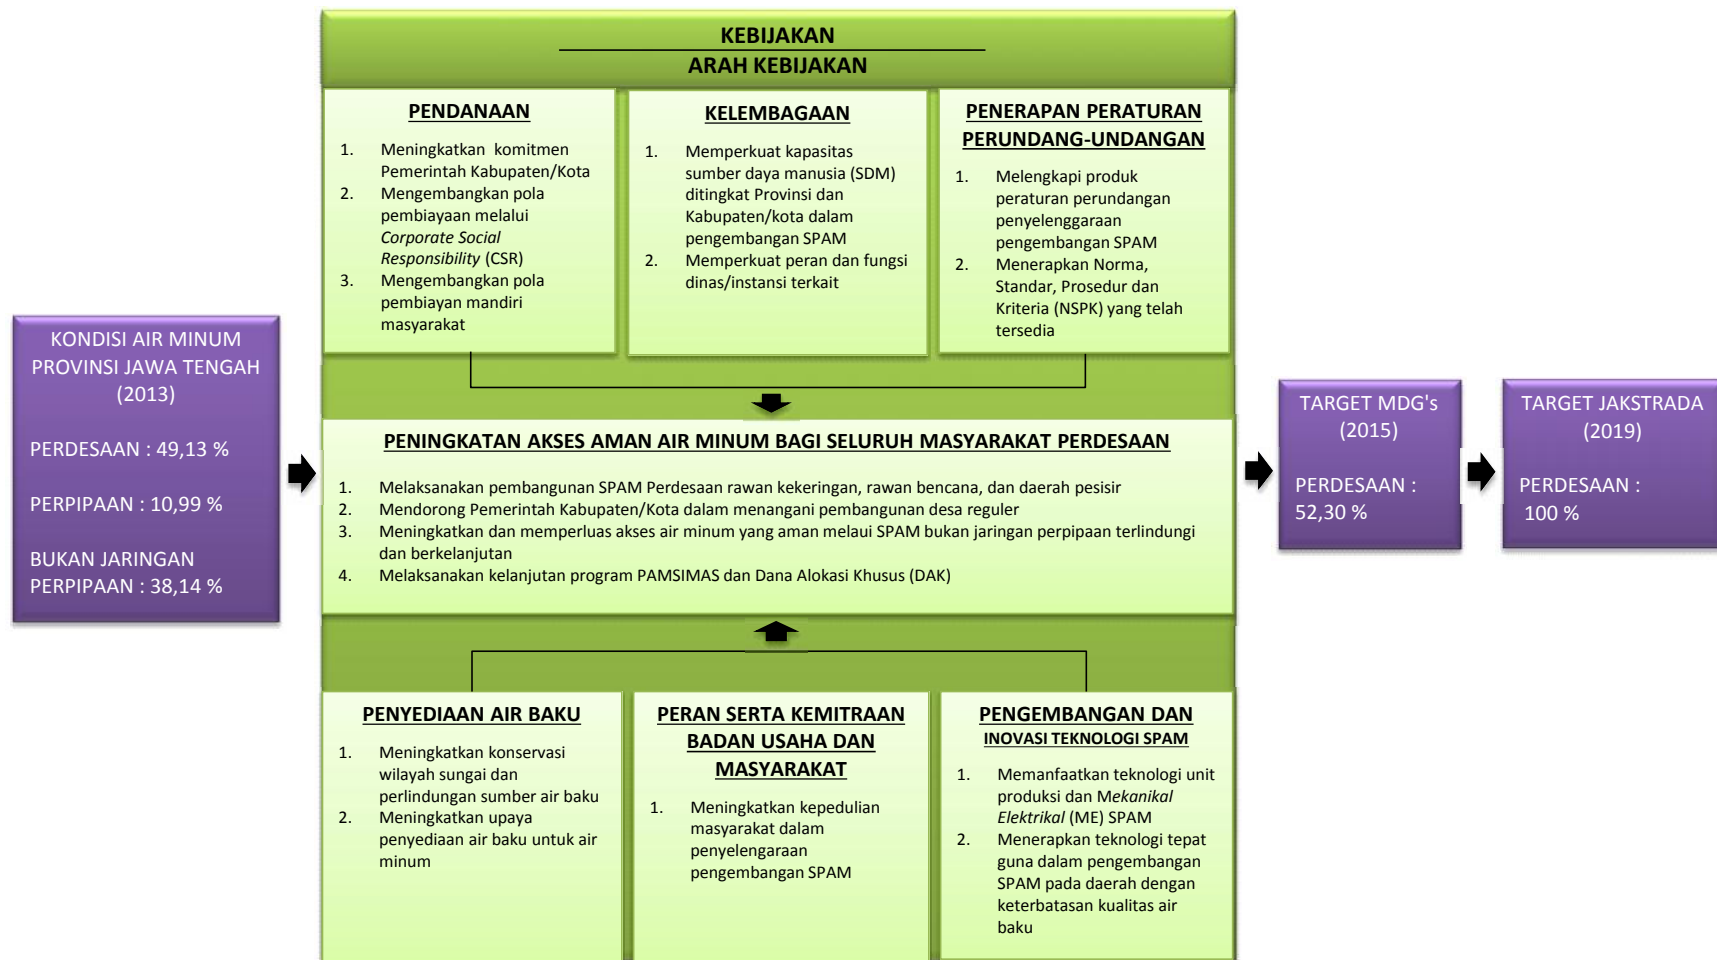 KEBIJAKAN
ARAH KEBIJAKAN
PENDANAAN
1. Meningkatkan komitmen
Pemerintah Kabupaten/Kota
2. Mengembangkan pola
pembiayaan melalui
Corporate Social
Responsibility (CSR)
3. Mengembangkan pola
pembiayan mandiri
masyarakat
KELEMBAGAAN
1. Memperkuat kapasitas
sumber daya manusia (SDM)
ditingkat Provinsi dan
Kabupaten/kota dalam
pengembangan SPAM
2. Memperkuat peran dan fungsi
dinas/instansi terkait
PENERAPAN PERATURAN
PERUNDANG-UNDANGAN
1. Melengkapi produk
peraturan perundangan
penyelenggaraan
pengembangan SPAM
2. Menerapkan Norma,
Standar, Prosedur dan
Kriteria (NSPK) yang telah
tersedia
KONDISI AIR MINUM
PROVINSI JAWA TENGAH
(2013)
PERDESAAN : 49,13 %
PERPIPAAN : 10,99 %
BUKAN JARINGAN
PERPIPAAN : 38,14 %
PENINGKATAN AKSES AMAN AIR MINUM BAGI SELURUH MASYARAKAT PERDESAAN
1. Melaksanakan pembangunan SPAM Perdesaan rawan kekeringan, rawan bencana, dan daerah pesisir
2. Mendorong Pemerintah Kabupaten/Kota dalam menangani pembangunan desa reguler
3. Meningkatkan dan memperluas akses air minum yang aman melaui SPAM bukan jaringan perpipaan terlindungi
dan berkelanjutan
4. Melaksanakan kelanjutan program PAMSIMAS dan Dana Alokasi Khusus (DAK)
TARGET MDG's
(2015)
PERDESAAN :
52,30 %
TARGET JAKSTRADA
(2019)
PERDESAAN :
100 %
PENYEDIAAN AIR BAKU
1. Meningkatkan konservasi
wilayah sungai dan
perlindungan sumber air baku
2. Meningkatkan upaya
penyediaan air baku untuk air
minum
PERAN SERTA KEMITRAAN
BADAN USAHA DAN
MASYARAKAT
1. Meningkatkan kepedulian
masyarakat dalam
penyelengaraan
pengembangan SPAM
PENGEMBANGAN DAN
INOVASI TEKNOLOGI SPAM
1. Memanfaatkan teknologi unit
produksi dan Mekanikal
Elektrikal (ME) SPAM
2. Menerapkan teknologi tepat
guna dalam pengembangan
SPAM pada daerah dengan
keterbatasan kualitas air
baku